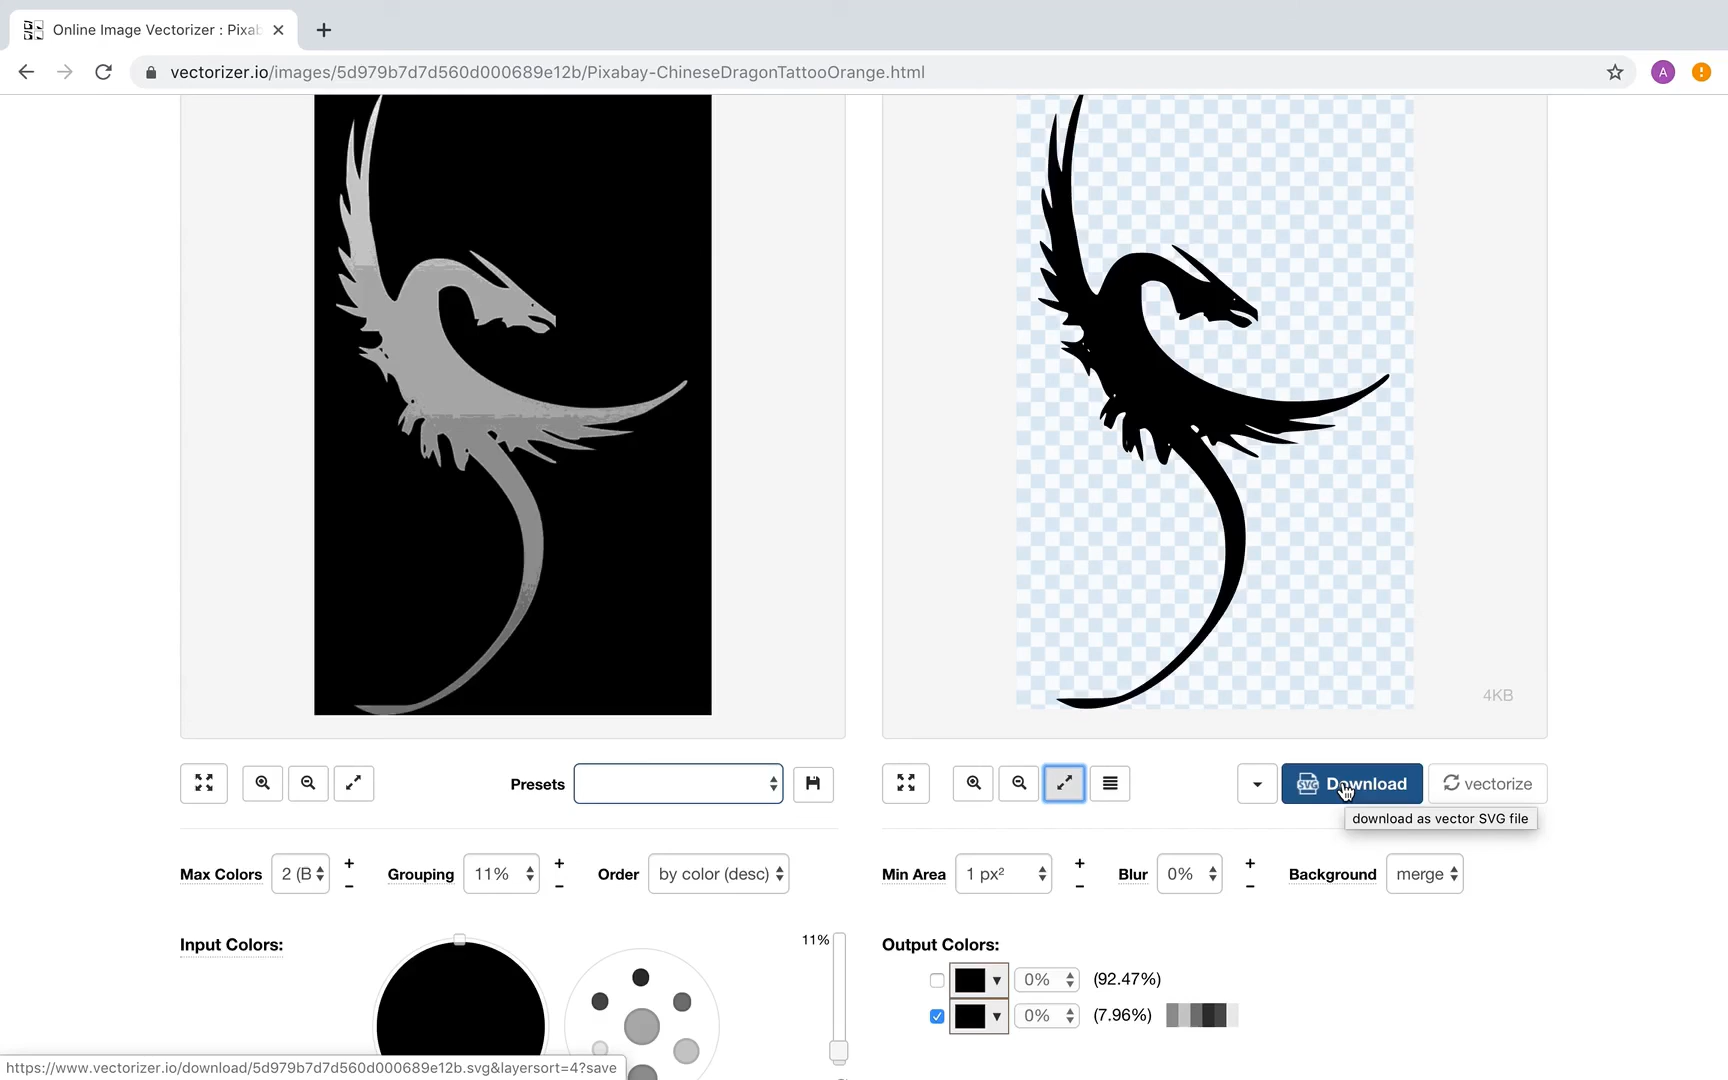 Online Image Vectorizer : Pixab
vectorizer.io/images/5d979b7d7d560d000689e12b/Pixabay-ChineseDragonTattooOrange.html
A
4KB
Presets
SVG Download
vectorize
download as vector SVG file
Max Colors 2 (B + − Grouping 11% + − Order by color (desc)
Min Area 1 px² + − Blur 0% + − Background merge
Input Colors:
11%
Output Colors:
0% (92.47%)
0% (7.96%)
https://www.vectorizer.io/download/5d979b7d7d560d000689e12b.svg&layersort=4?save